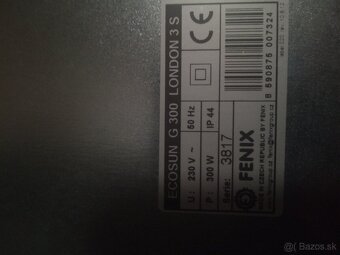 ECOSUN G 300 LONDON 3 S
U : 230 V ~ 50 Hz
P : 300 W IP 44
Serie: 3817
FENIX
MADE IN CZECH REPUBLIC BY FENIX
8 590875 007324
Bazos.sk